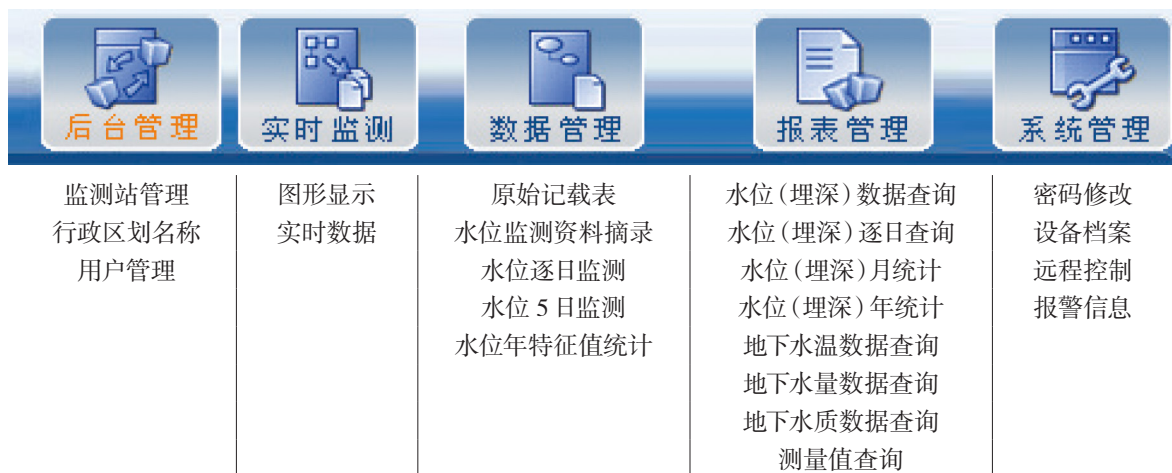 后台管理 实时监测 数据管理 报表管理 系统管理
监测站管理 图形显示 原始记载表 水位（埋深）数据查询 密码修改
行政区划名称 实时数据 水位监测资料摘录 水位（埋深）逐日查询 设备档案
用户管理 水位逐日监测 水位（埋深）月统计 远程控制
水位 5 日监测 水位（埋深）年统计 报警信息
水位年特征值统计 地下水温数据查询
地下水量数据查询
地下水质数据查询
测量值查询